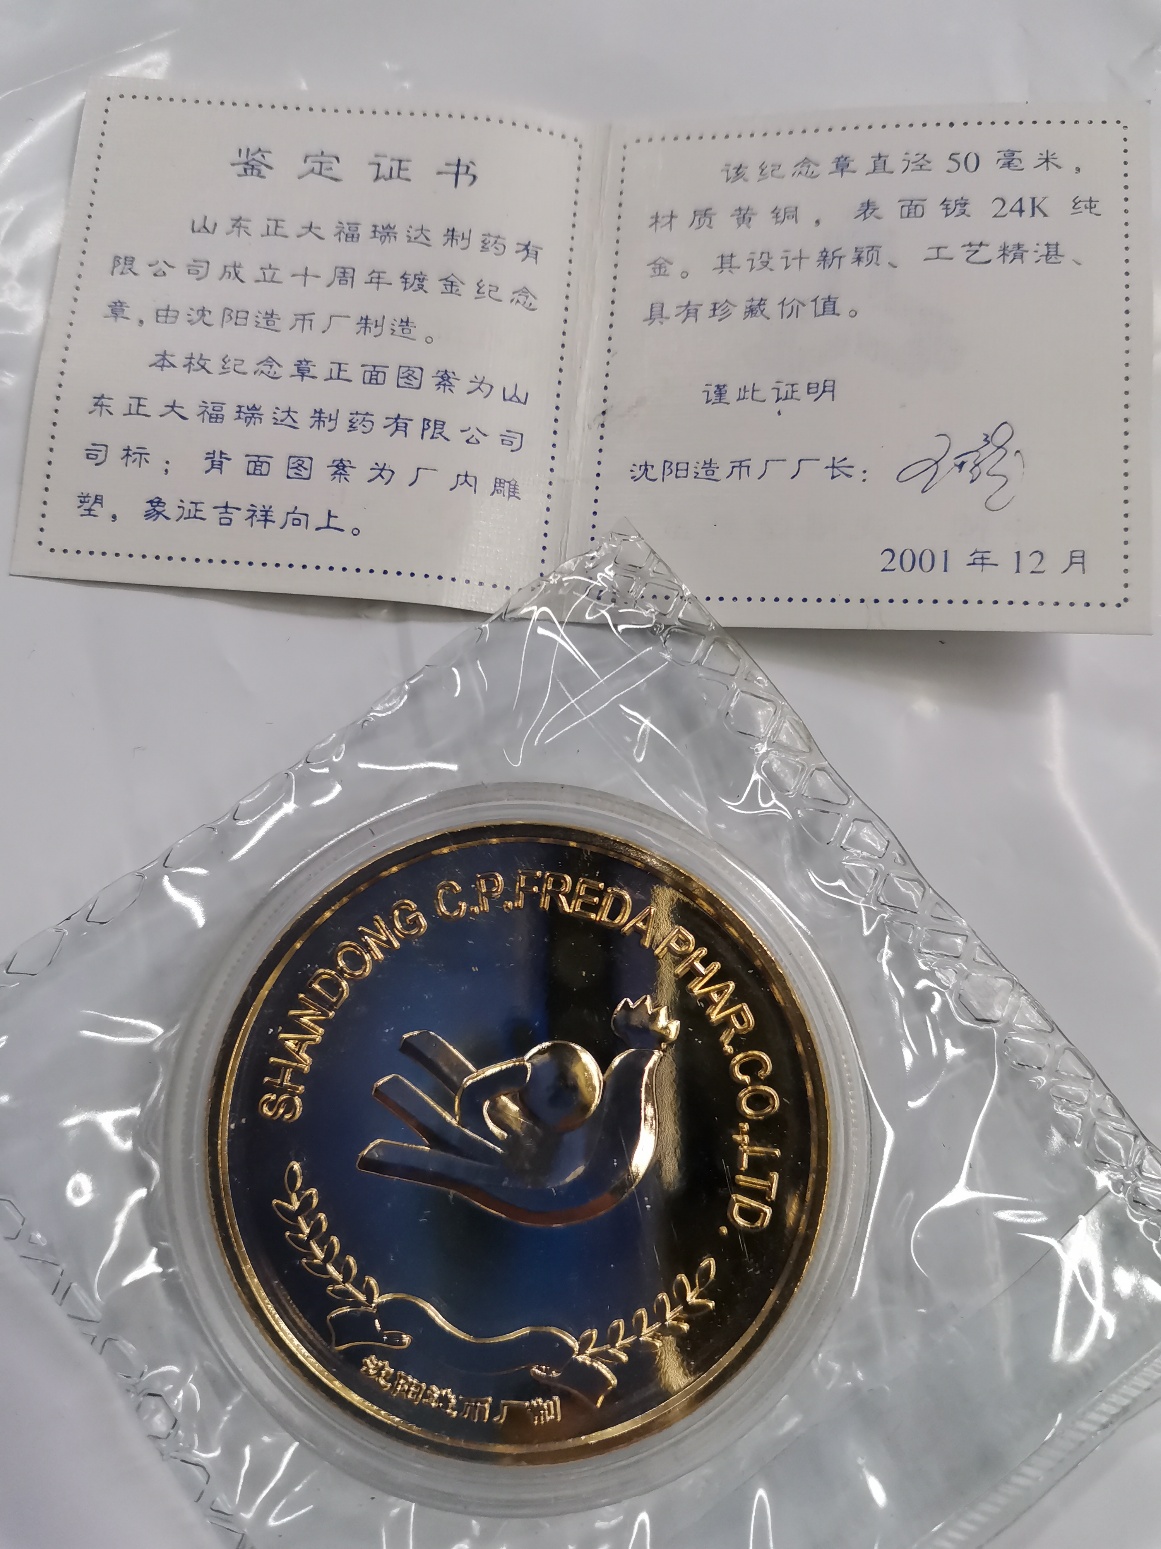 鉴定证书
山东正大福瑞达制药有
限公司成立十周年镀金纪念
章，由沈阳造币厂制造。
本枚纪念章正面图案为山
东正大福瑞达制药有限公司
司标；背面图案为厂内雕
塑，象征吉祥向上。
该纪念章直径50毫米，
材质黄铜，表面镀24K纯
金。其设计新颖、工艺精湛、
具有珍藏价值。
谨此证明
沈阳造币厂厂长：
2001年12月
SHANDONG C.P.FREDA PHAR.CO.,LTD.
沈阳造币厂制